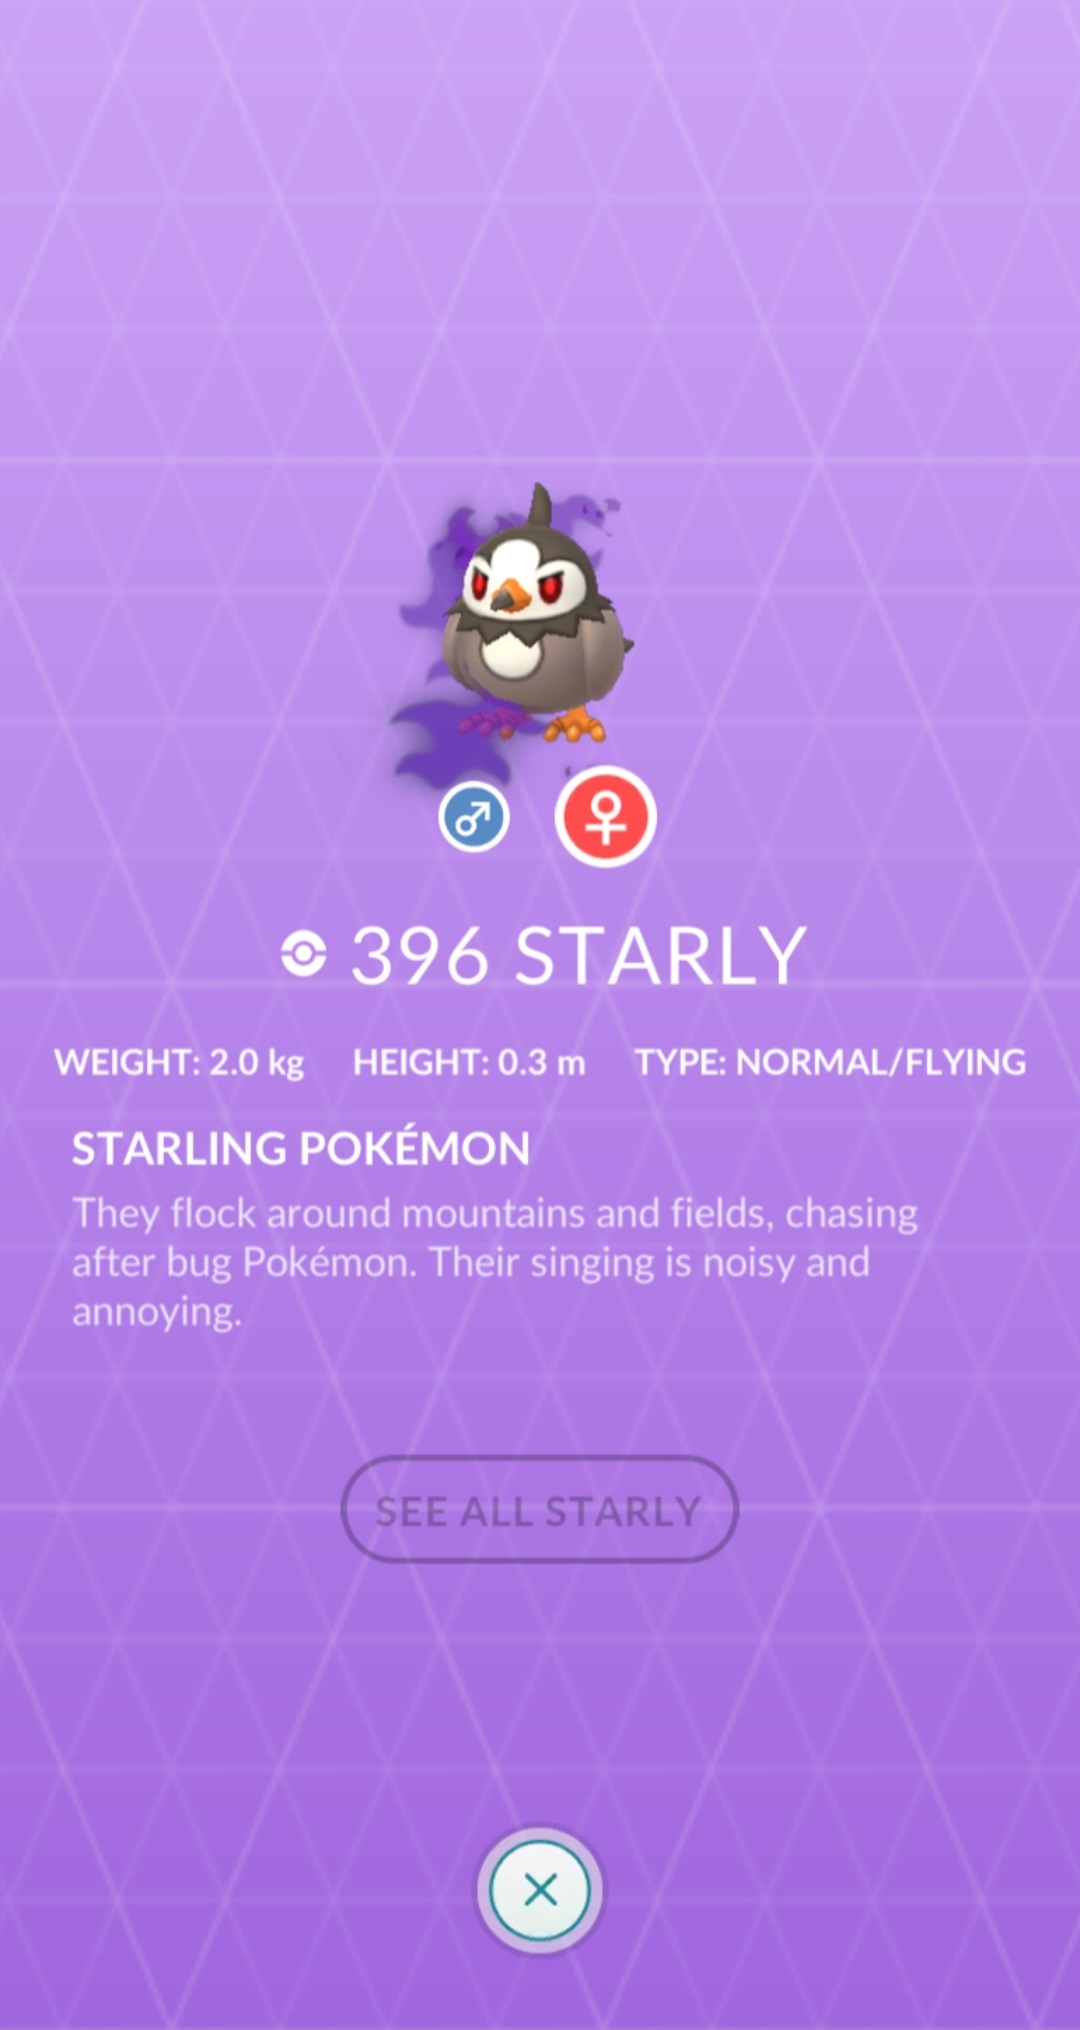 396 STARLY
WEIGHT: 2.0 kg HEIGHT: 0.3 m TYPE: NORMAL/FLYING
STARLING POKÉMON
They flock around mountains and fields, chasing
after bug Pokémon. Their singing is noisy and
annoying.
SEE ALL STARLY